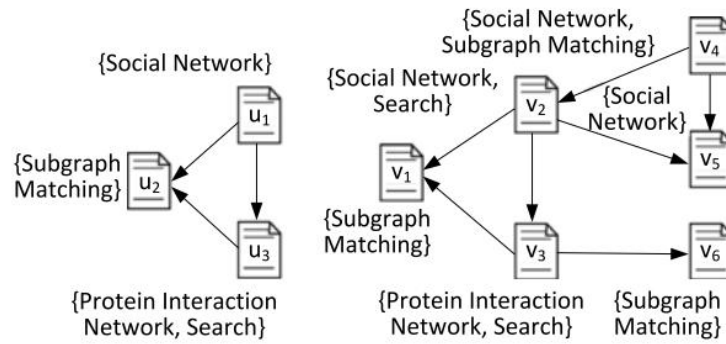 {Social Network}
u₁
{Subgraph
Matching}
u₂
u₃
{Protein Interaction
Network, Search}
{Social Network,
Subgraph Matching}
v₄
{Social Network,
Search}
v₂
{Social
Network}
v₅
v₁
{Subgraph
Matching}
v₃
v₆
{Protein Interaction
Network, Search}
{Subgraph
Matching}